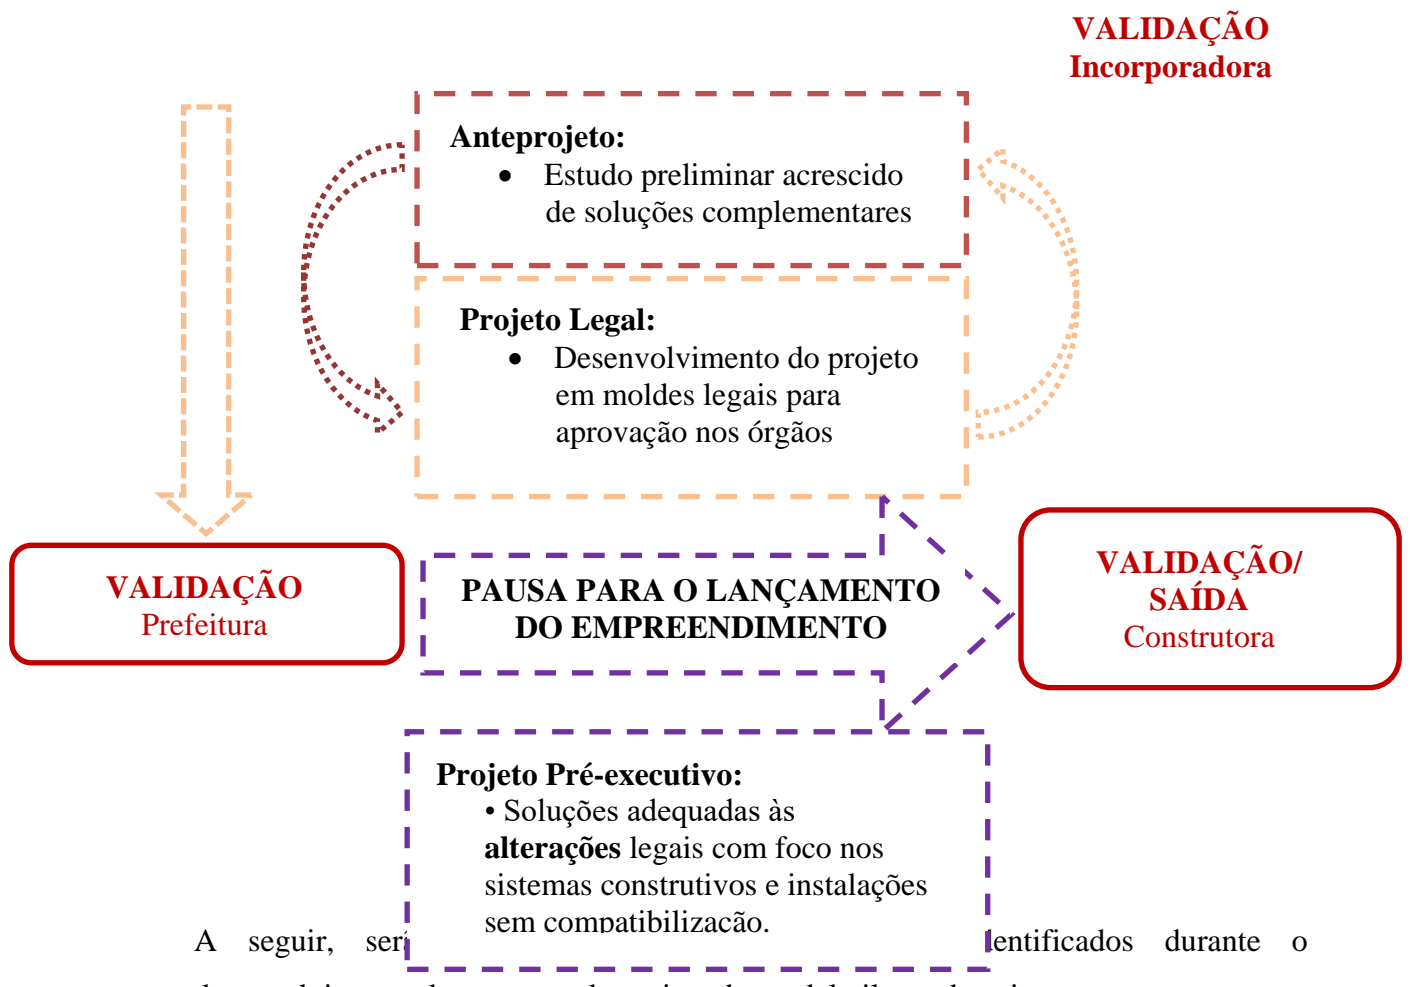 VALIDAÇÃO
Incorporadora
Anteprojeto:
• Estudo preliminar acrescido
de soluções complementares
Projeto Legal:
• Desenvolvimento do projeto
em moldes legais para
aprovação nos órgãos
VALIDAÇÃO
Prefeitura
PAUSA PARA O LANÇAMENTO
DO EMPREENDIMENTO
VALIDAÇÃO/
SAÍDA
Construtora
Projeto Pré-executivo:
• Soluções adequadas às
alterações legais com foco nos
sistemas construtivos e instalações
sem compatibilização.
A seguir, durante o